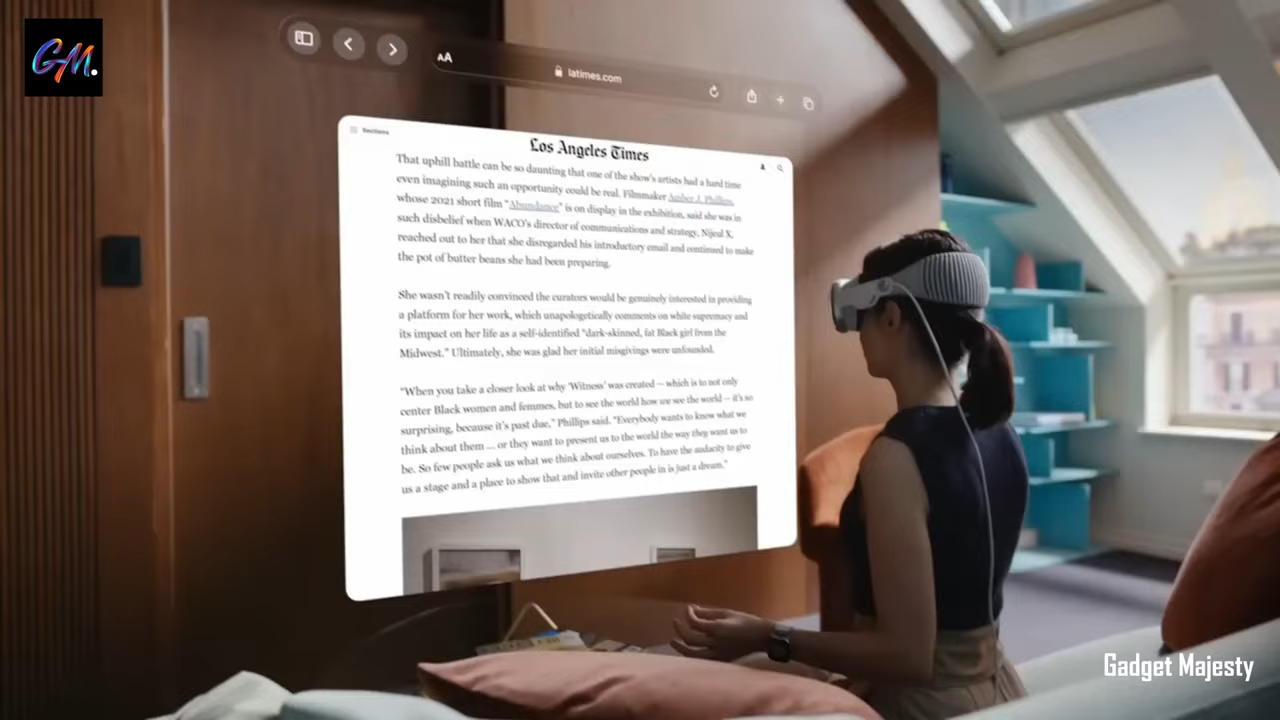 GM.
AA
latimes.com
Sections
Los Angeles Times
That uphill battle can be so daunting that one of the show's artists had a hard time
even imagining such an opportunity could be real. Filmmaker Amber J. Phillips,
whose 2021 short film "Abundance" is on display in the exhibition, said she was in
such disbelief when WACO's director of communications and strategy, Nijeul X,
reached out to her that she disregarded his introductory email and continued to make
the pot of butter beans she had been preparing.
She wasn't readily convinced the curators would be genuinely interested in providing
a platform for her work, which unapologetically comments on white supremacy and
its impact on her life as a self-identified "dark-skinned, fat Black girl from the
Midwest." Ultimately, she was glad her initial misgivings were unfounded.
"When you take a closer look at why 'Witness' was created — which is to not only
center Black women and femmes, but to see the world how we see the world — it's so
surprising, because it's past due," Phillips said. "Everybody wants to know what we
think about them ... or they want to present us to the world the way they want us to
be. So few people ask us what we think about ourselves. To have the audacity to give
us a stage and a place to show that and invite other people in is just a dream."
Gadget Majesty